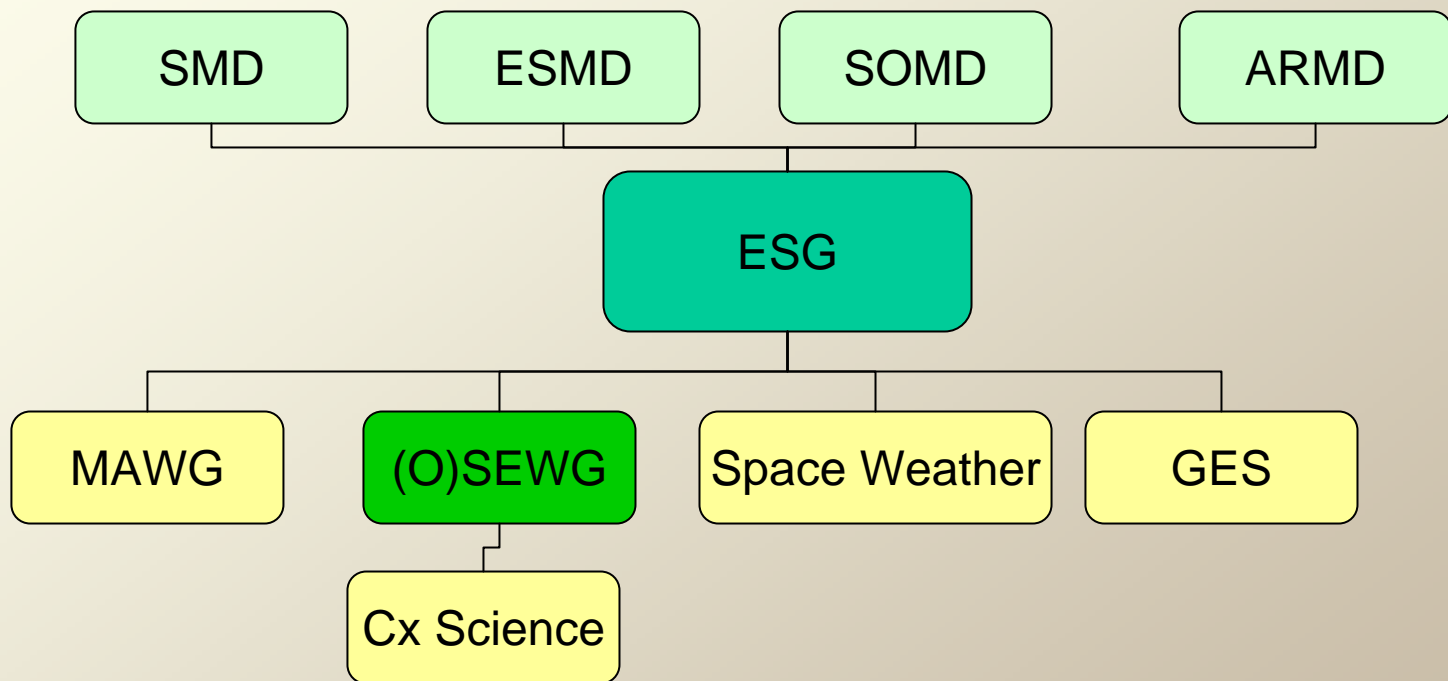 SMD
ESMD
SOMD
ARMD
ESG
MAWG
(O)SEWG
Space Weather
GES
Cx Science